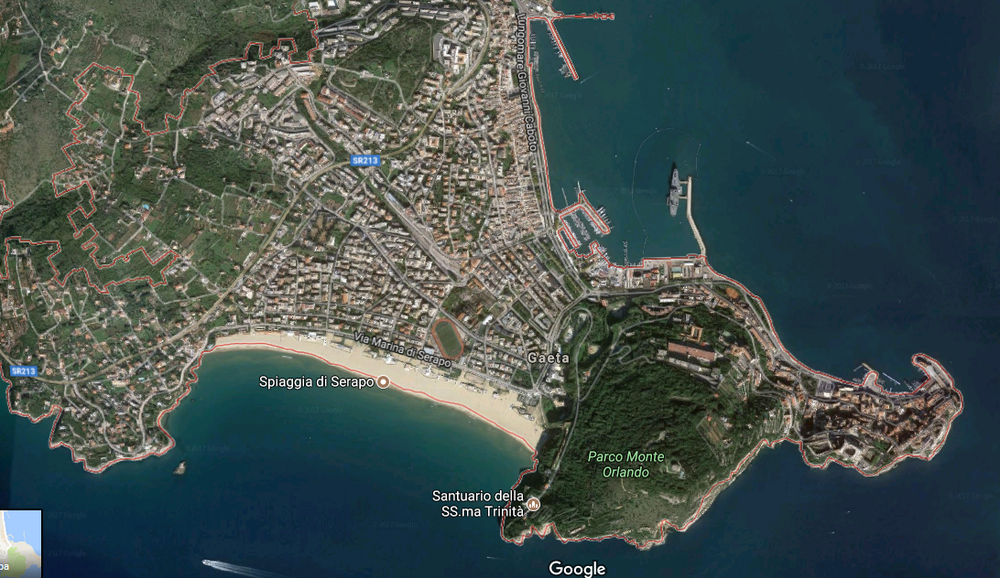 Lungomare Giovanni Caboto
SR213
Via Marina di Serapo
Gaeta
SR213
Spiaggia di Serapo
Parco Monte
Orlando
Santuario della
SS.ma Trinità
Google